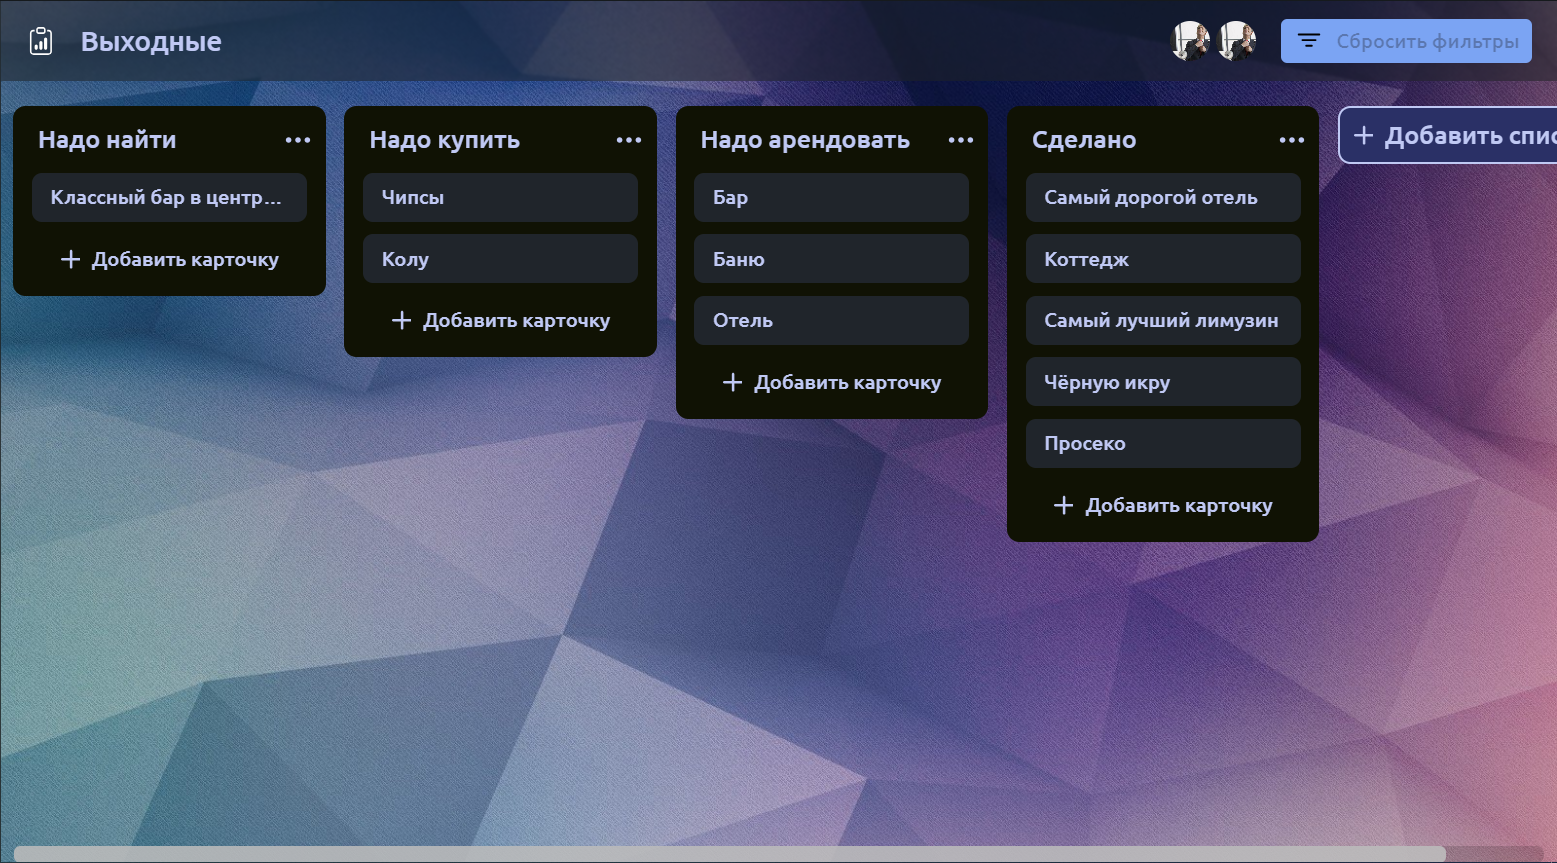 Выходные
Сбросить фильтры
Надо найти
Классный бар в центр...
Добавить карточку
Надо купить
Чипсы
Колу
Добавить карточку
Надо арендовать
Бар
Баню
Отель
Добавить карточку
Сделано
Самый дорогой отель
Коттедж
Самый лучший лимузин
Чёрную икру
Просеко
Добавить карточку
Добавить спис